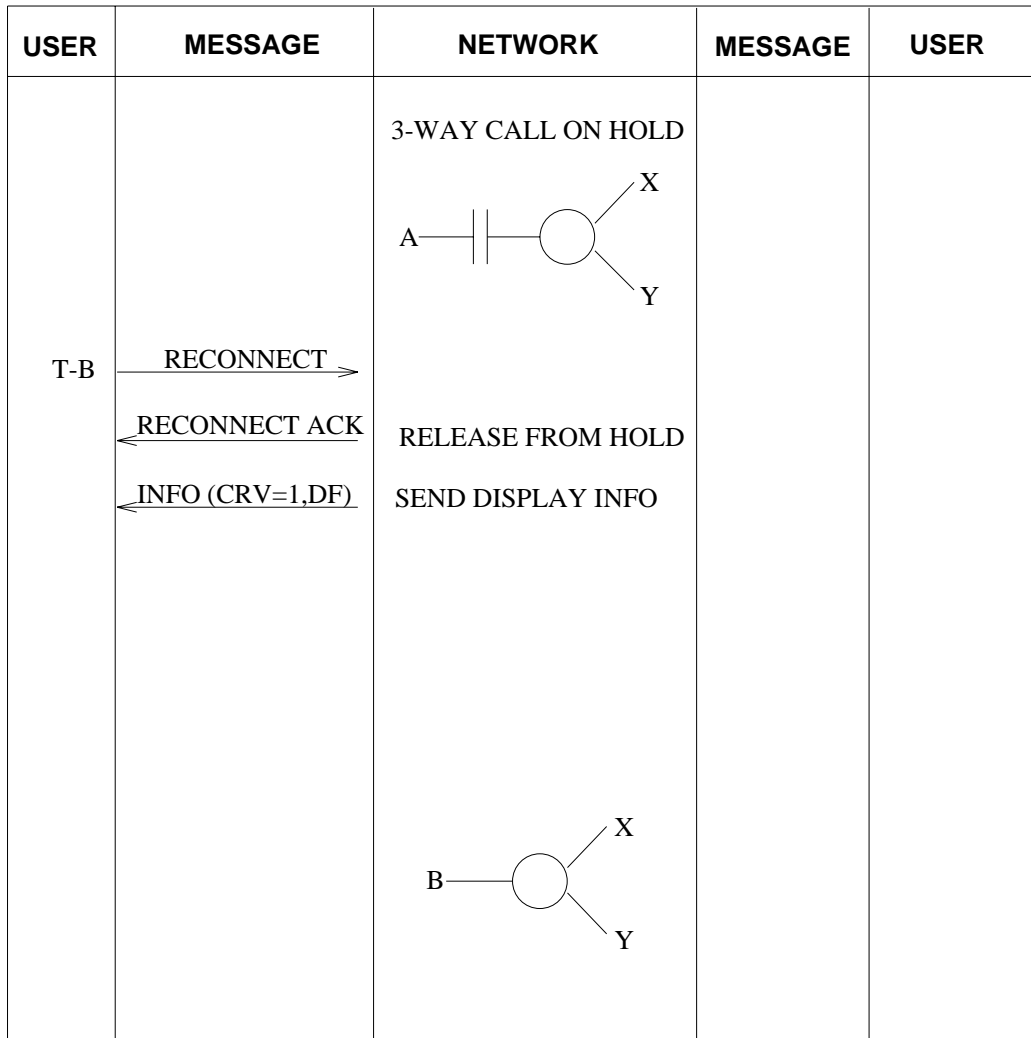 USER MESSAGE NETWORK MESSAGE USER
3-WAY CALL ON HOLD
X
A
Y
T-B RECONNECT
RECONNECT ACK RELEASE FROM HOLD
INFO (CRV=1,DF) SEND DISPLAY INFO
X
B
Y